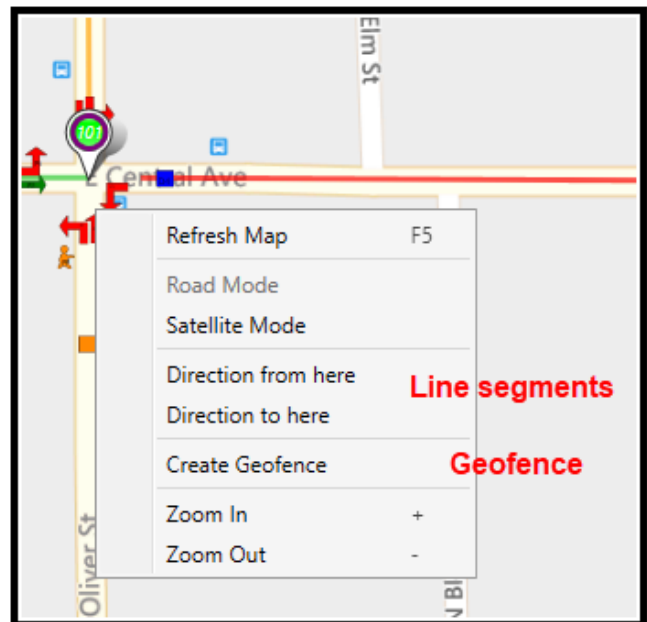 Elm St
101
E Central Ave
Refresh Map F5
Road Mode
Satellite Mode
Direction from here
Line segments
Direction to here
Create Geofence
Geofence
Zoom In +
Zoom Out -
Oliver St
N Bl